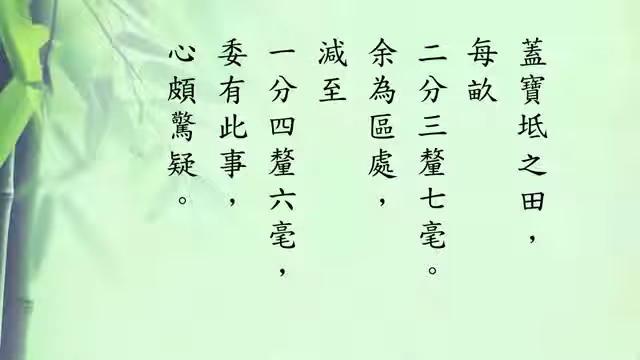 蓋寶坻之田，
每畝
二分三釐七毫。
余為區處，
減至
一分四釐六毫，
委有此事，
心頗驚疑。